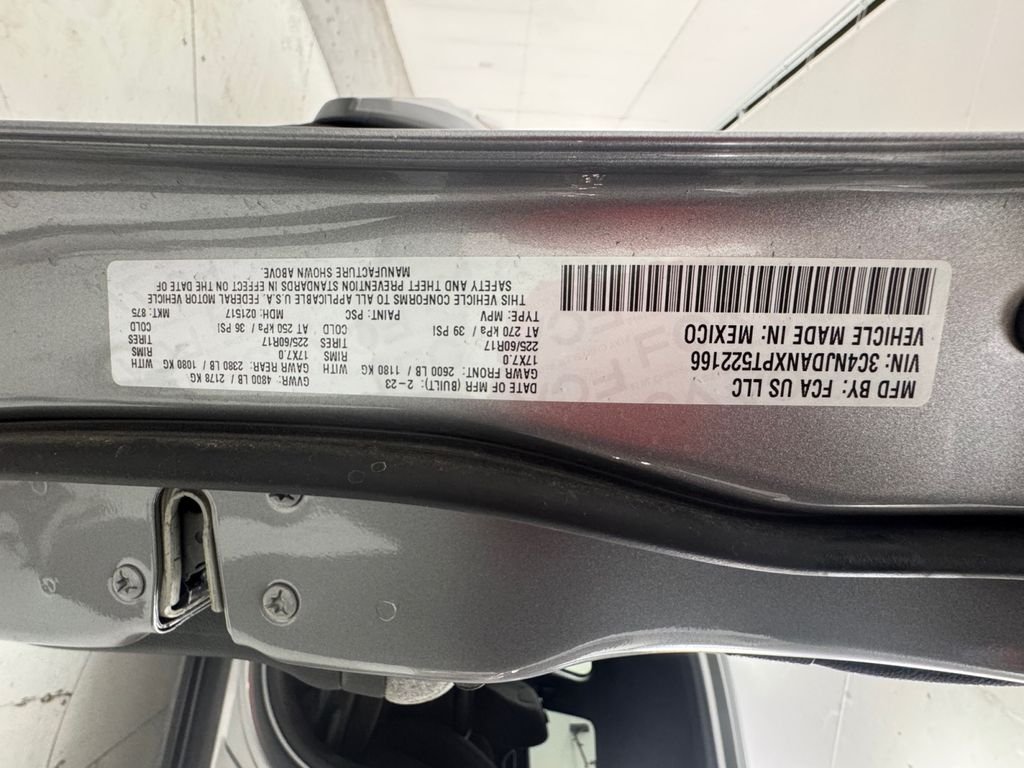 MFD BY: FCA US LLC
VIN: 3C4NJDANXPT522166
VEHICLE MADE IN: MEXICO
DATE OF MFR (BUILT): 2-23 GVWR: 4800 LB / 2178 KG
GAWR FRONT: 2600 LB / 1180 KG WITH GAWR REAR: 2380 LB / 1080 KG WITH
17X7.0 RIMS 17X7.0 RIMS
225/60R17 TIRES 225/60R17 TIRES
AT 270 kPa / 39 PSI COLD AT 250 kPa / 36 PSI COLD
TYPE: MPV PAINT: PSC MDH: 021517 MKT: 875
THIS VEHICLE CONFORMS TO ALL APPLICABLE U.S.A. FEDERAL MOTOR VEHICLE
SAFETY AND THEFT PREVENTION STANDARDS IN EFFECT ON THE DATE OF
MANUFACTURE SHOWN ABOVE.